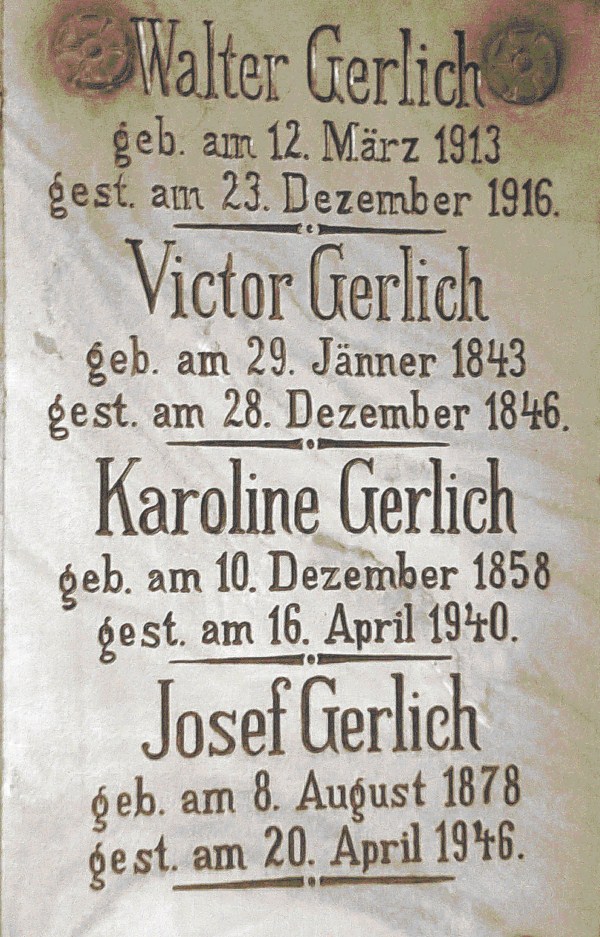 Walter Gerlich
geb. am 12. März 1913
gest. am 23. Dezember 1916.
Victor Gerlich
geb. am 29. Jänner 1843
gest. am 28. Dezember 1846.
Karoline Gerlich
geb. am 10. Dezember 1858
gest. am 16. April 1940.
Josef Gerlich
geb. am 8. August 1878
gest. am 20. April 1946.